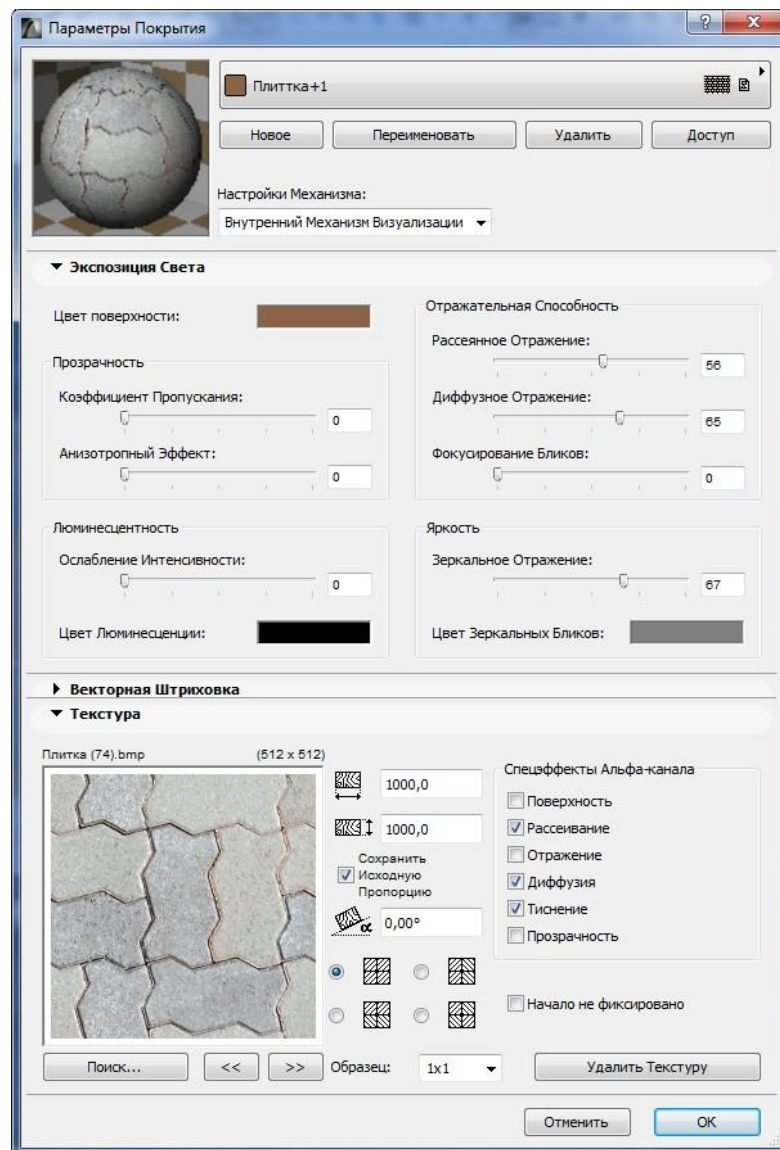 Параметры Покрытия
Плиттка+1
Новое Переименовать Удалить Доступ
Настройки Механизма:
Внутренний Механизм Визуализации
Экспозиция Света
Цвет поверхности:
Прозрачность
Коэффициент Пропускания:
0
Анизотропный Эффект:
0
Отражательная Способность
Рассеянное Отражение:
56
Диффузное Отражение:
65
Фокусирование Бликов:
0
Люминесцентность
Ослабление Интенсивности:
0
Цвет Люминесценции:
Яркость
Зеркальное Отражение:
67
Цвет Зеркальных Бликов:
Векторная Штриховка
Текстура
Плитка (74).bmp (512 x 512)
1000,0
1000,0
Сохранить
Исходную
Пропорцию
α 0,00°
Спецэффекты Альфа-канала
Поверхность
Рассеивание
Отражение
Диффузия
Тиснение
Прозрачность
Начало не фиксировано
Поиск... << >> Образец: 1x1 Удалить Текстуру
Отменить OK